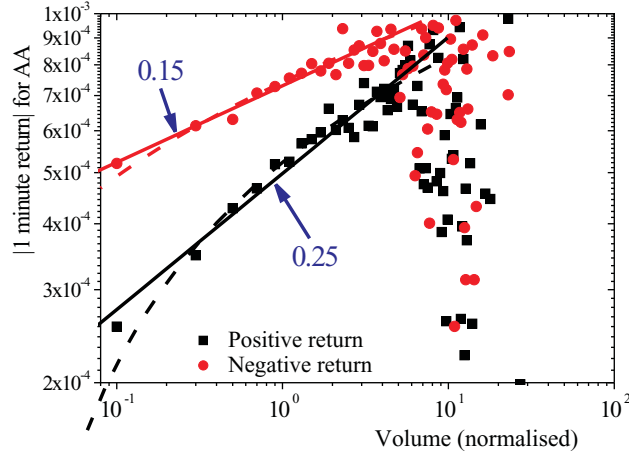 1x10⁻³
9x10⁻⁴
8x10⁻⁴
7x10⁻⁴
6x10⁻⁴
5x10⁻⁴
4x10⁻⁴
3x10⁻⁴
2x10⁻⁴
|1 minute return| for AA
0.15
0.25
Positive return
Negative return
10⁻¹
10⁰
10¹
10²
Volume (normalised)